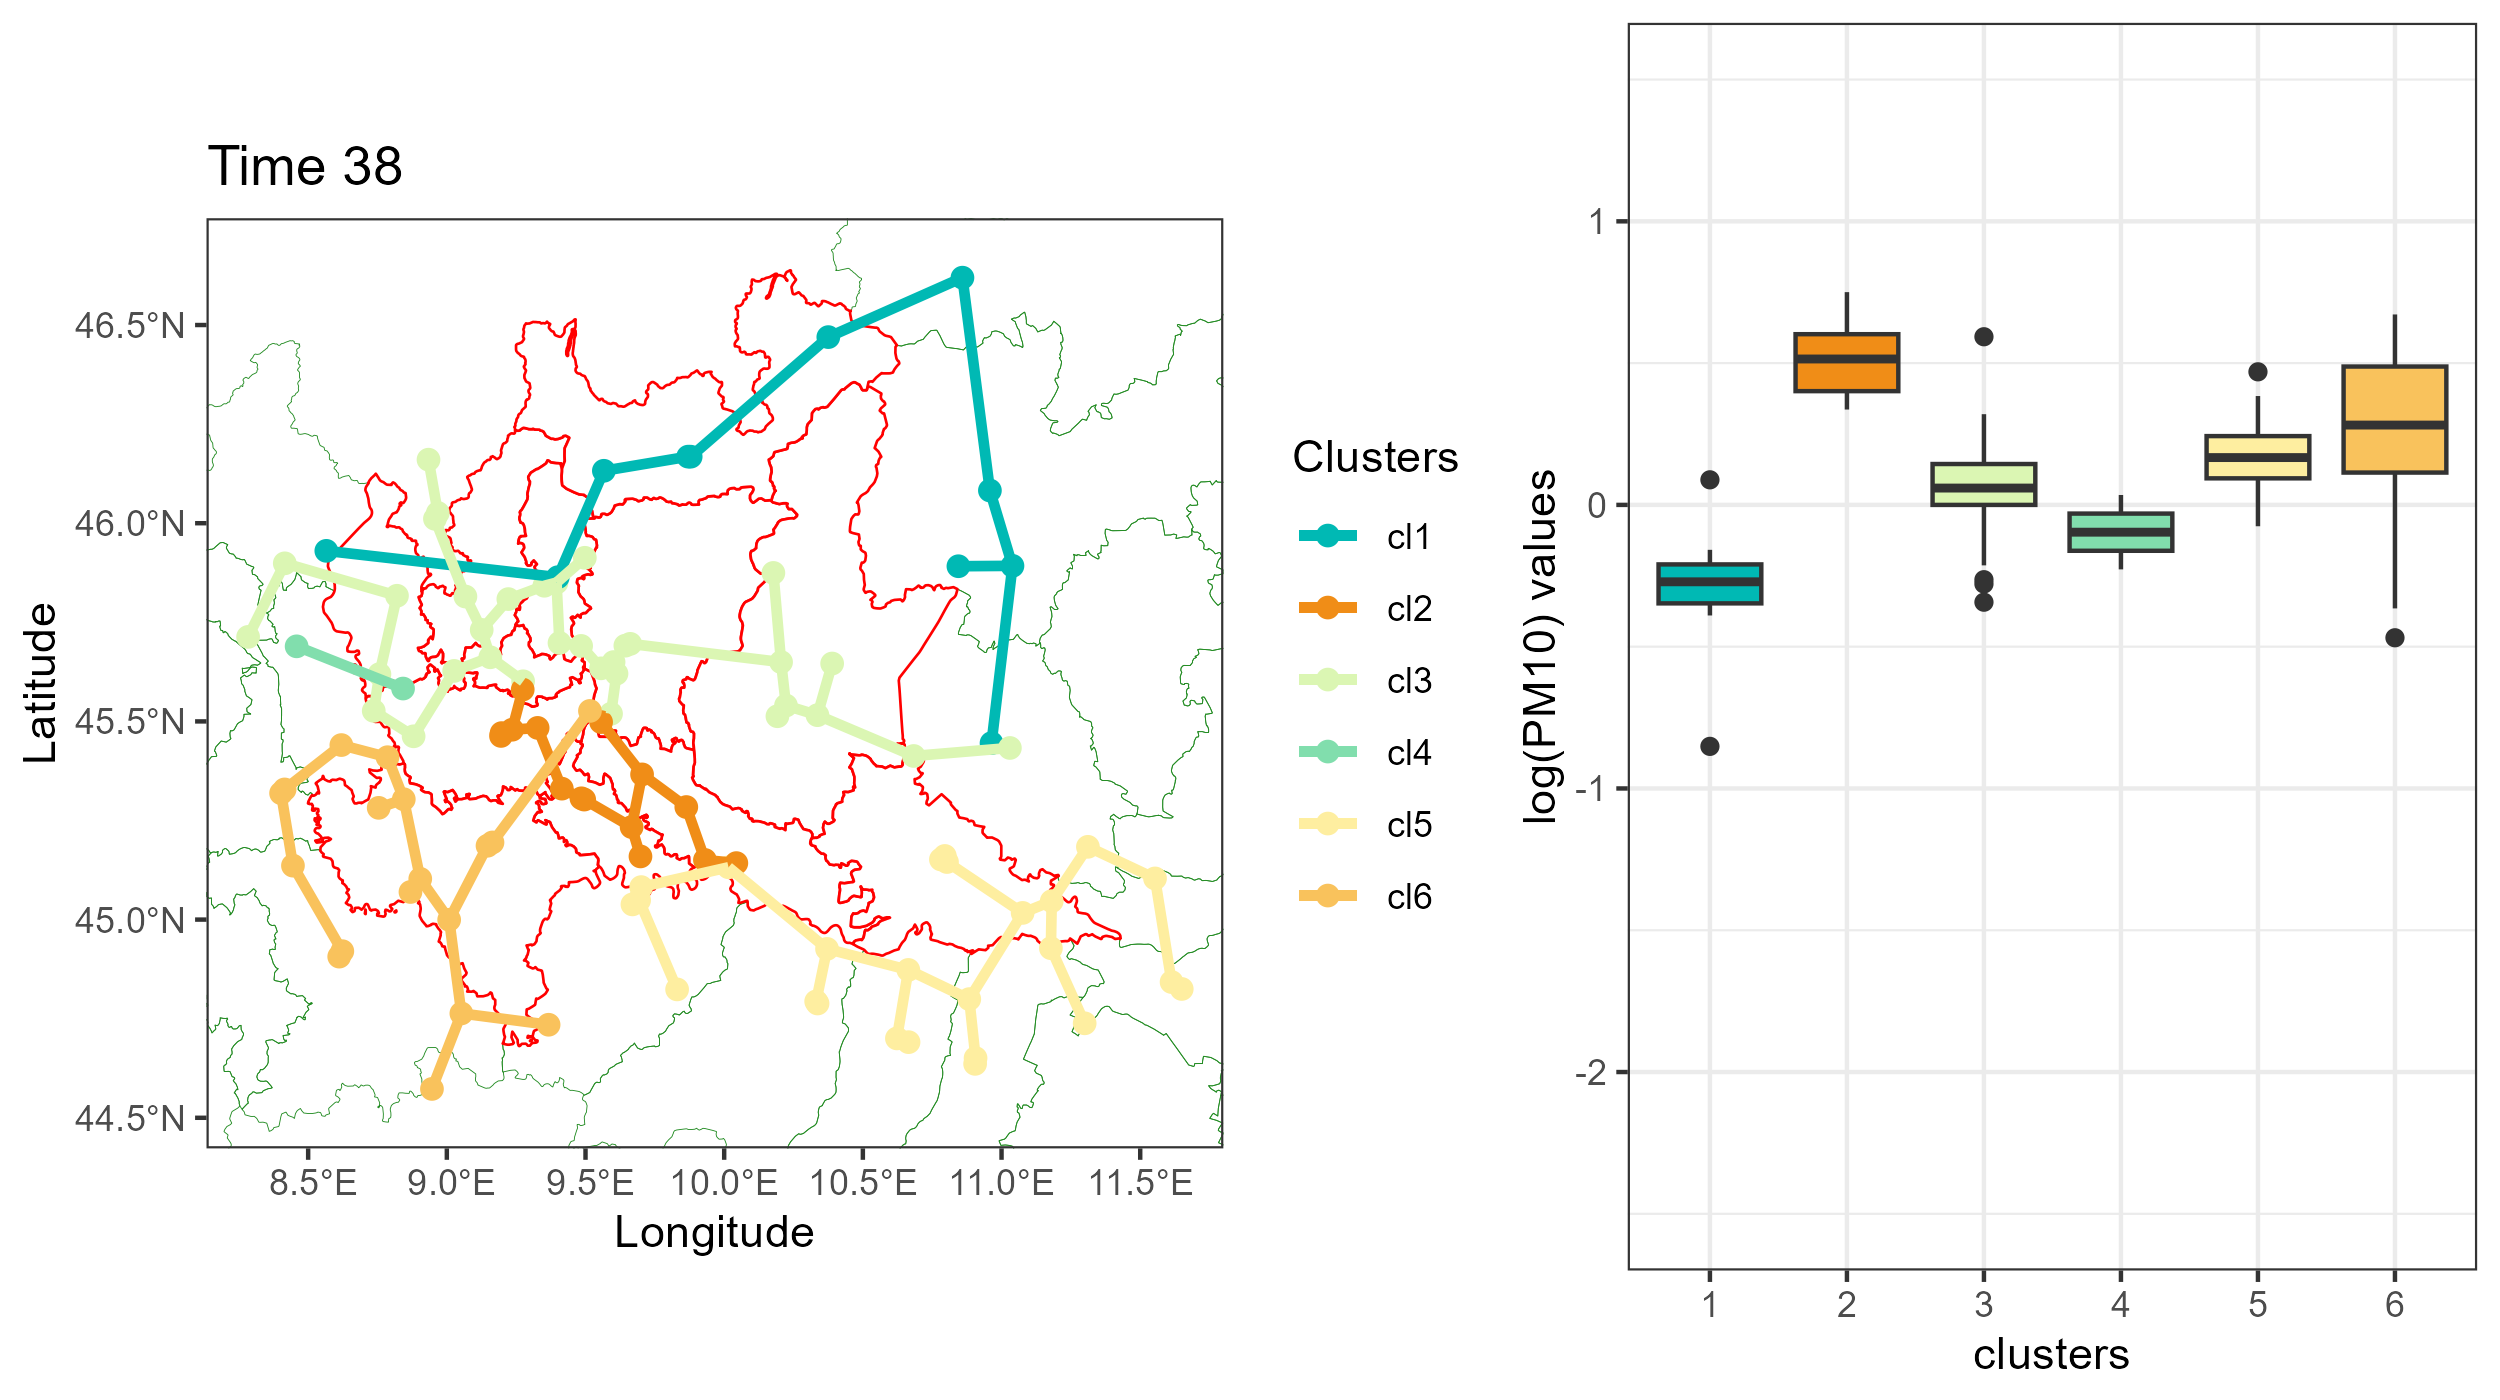 Time 38
46.5°N
46.0°N
45.5°N
45.0°N
44.5°N
Latitude
8.5°E 9.0°E 9.5°E 10.0°E 10.5°E 11.0°E 11.5°E
Longitude
Clusters
cl1
cl2
cl3
cl4
cl5
cl6
log(PM10) values
1
0
-1
-2
1 2 3 4 5 6
clusters